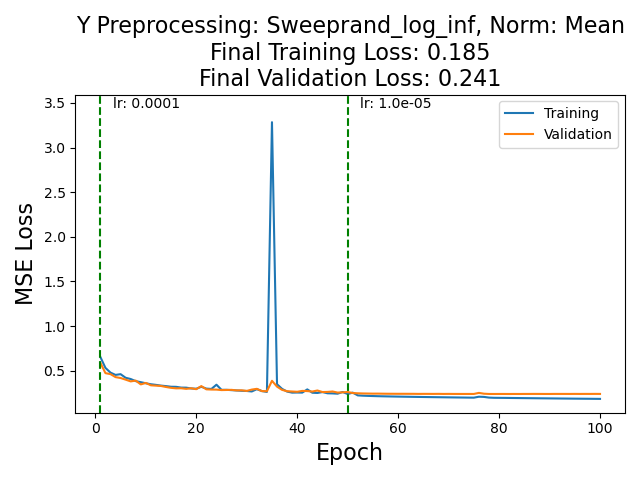 Y Preprocessing: Sweeprand_log_inf, Norm: Mean
Final Training Loss: 0.185
Final Validation Loss: 0.241
lr: 0.0001
lr: 1.0e-05
Training
Validation
3.5
3.0
2.5
2.0
1.5
1.0
0.5
MSE Loss
0
20
40
60
80
100
Epoch